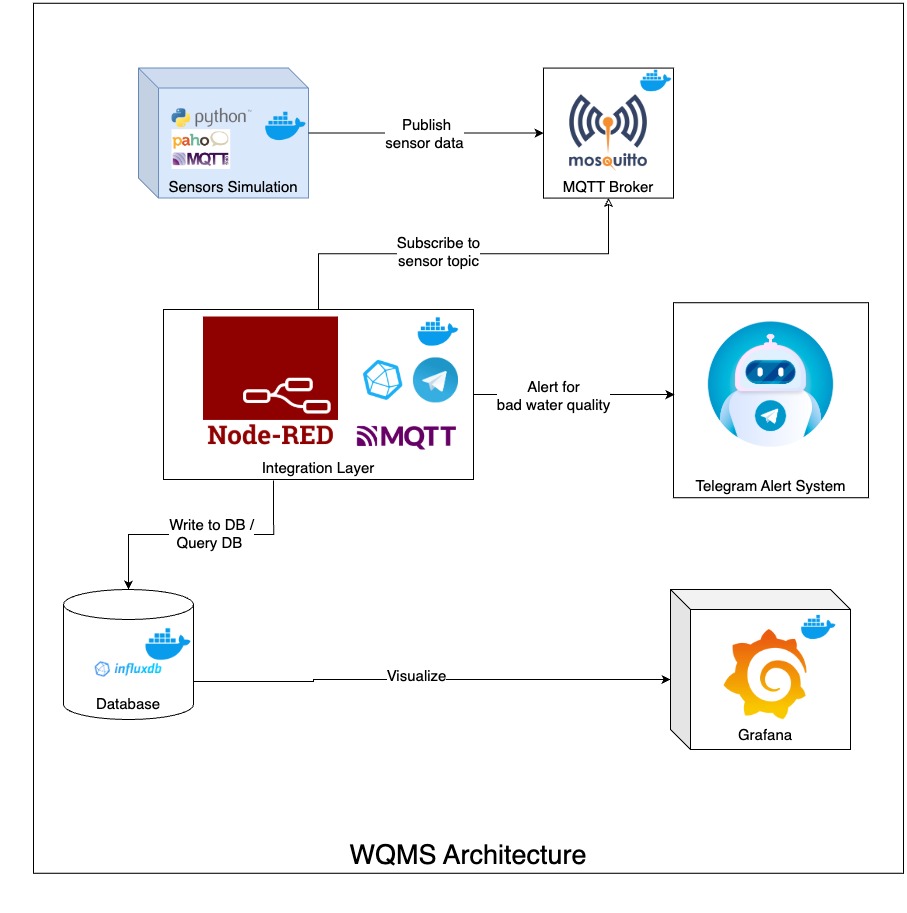 python™
paho
MQTT
Sensors Simulation
Publish
sensor data
mosquitto
MQTT Broker
Subscribe to
sensor topic
Node-RED
MQTT
Integration Layer
Alert for
bad water quality
Telegram Alert System
Write to DB /
Query DB
influxdb
Database
Visualize
Grafana
WQMS Architecture